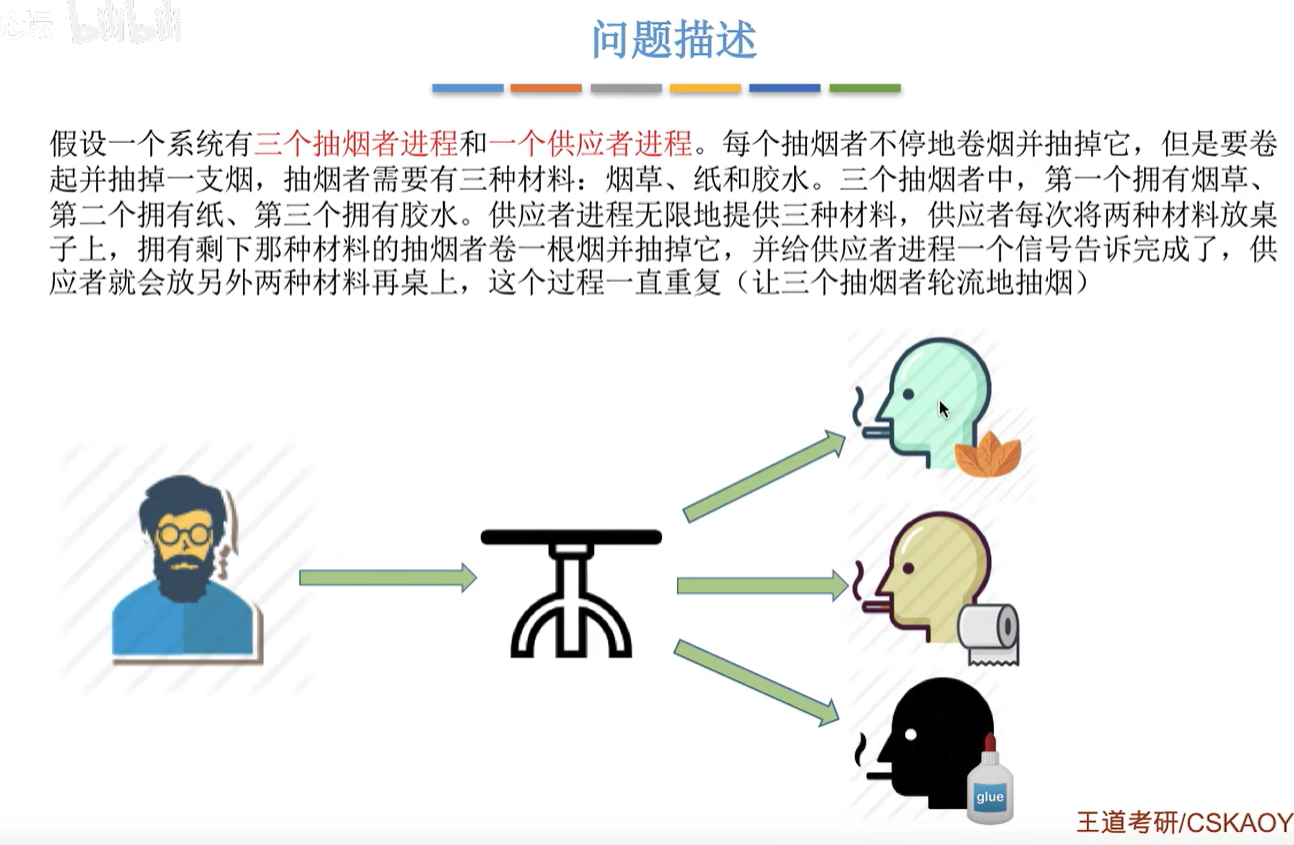 bilibili
问题描述
假设一个系统有三个抽烟者进程和一个供应者进程。每个抽烟者不停地卷烟并抽掉它，但是要卷
起并抽掉一支烟，抽烟者需要有三种材料：烟草、纸和胶水。三个抽烟者中，第一个拥有烟草、
第二个拥有纸、第三个拥有胶水。供应者进程无限地提供三种材料，供应者每次将两种材料放桌
子上，拥有剩下那种材料的抽烟者卷一根烟并抽掉它，并给供应者进程一个信号告诉完成了，供
应者就会放另外两种材料再桌上，这个过程一直重复（让三个抽烟者轮流地抽烟）
glue
王道考研/CSKAOY